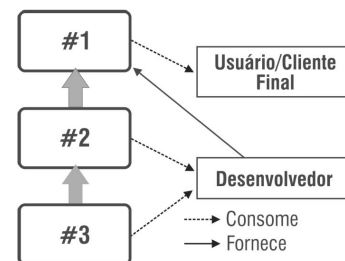 #1
Usuário/Cliente
Final
#2
Desenvolvedor
#3
Consome
Fornece